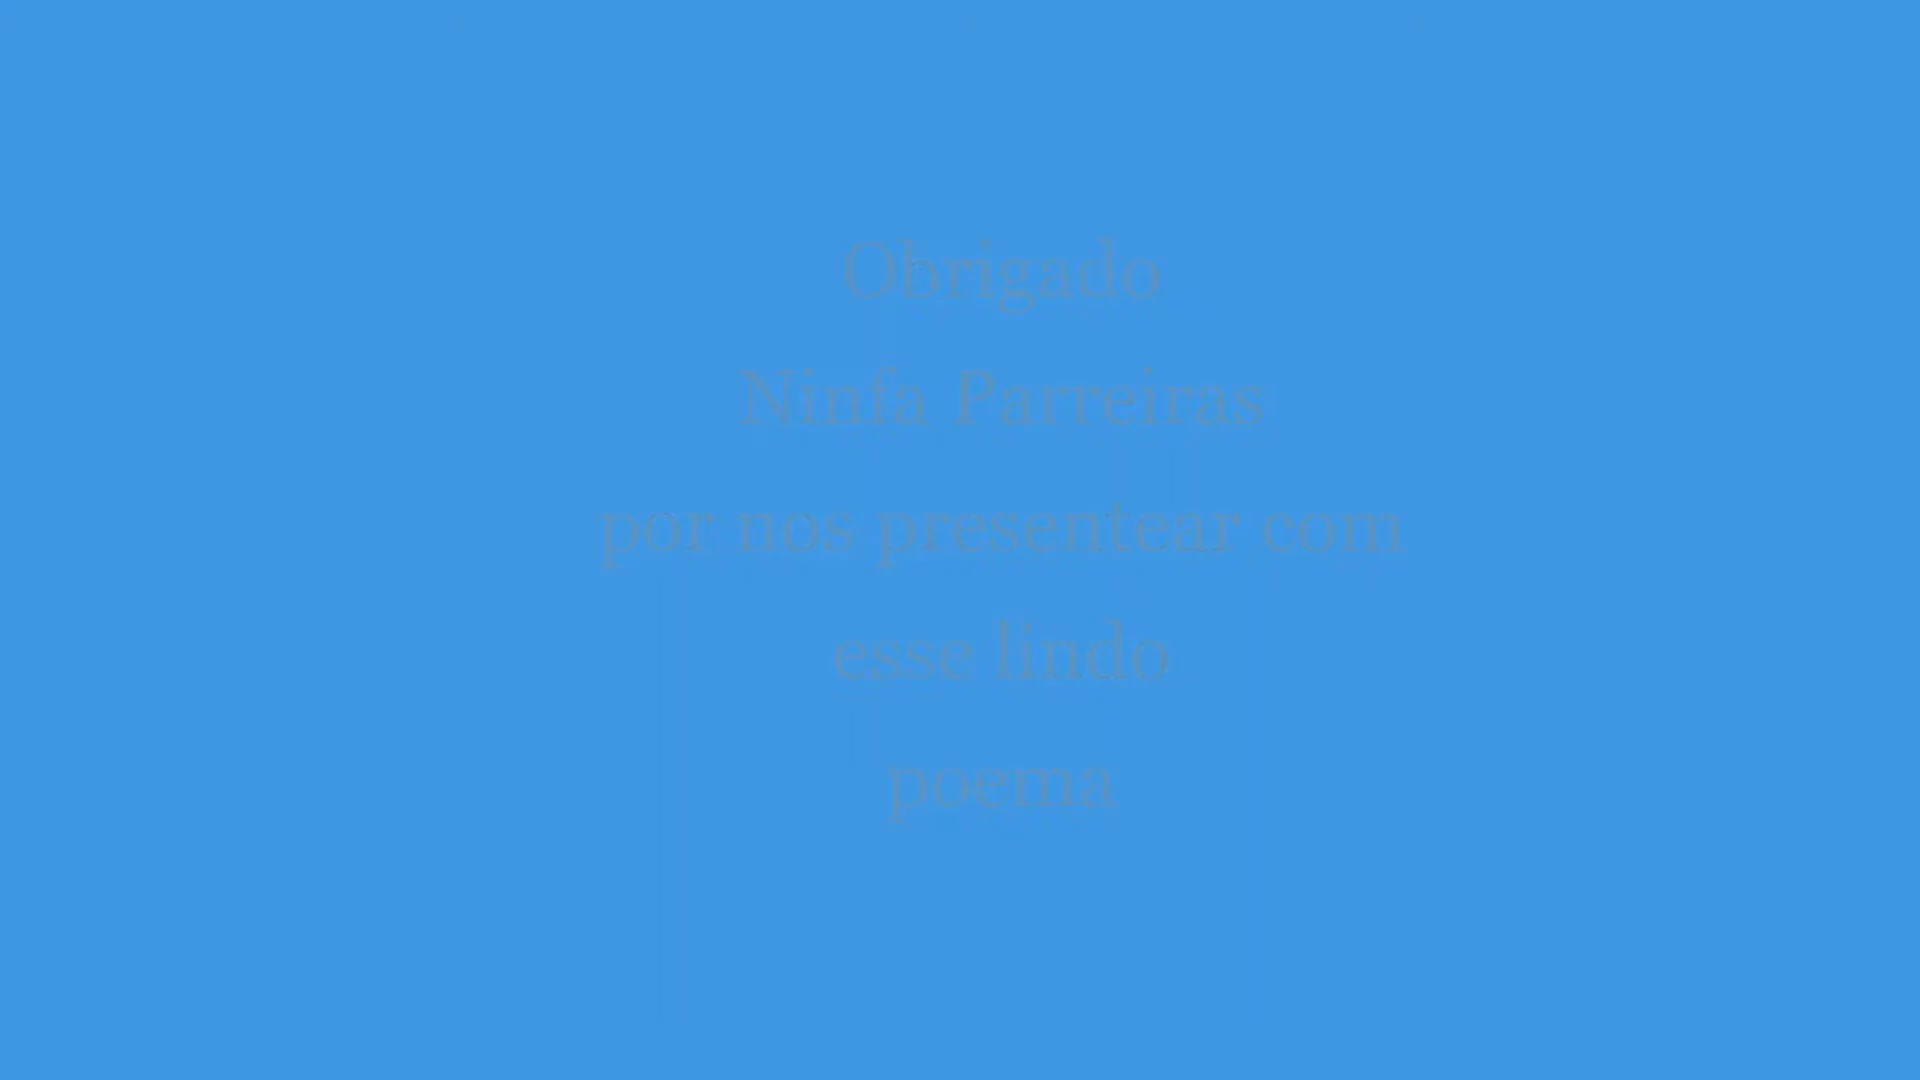 Obrigado
Ninfa Parreiras
por nos presentear com
esse lindo
poema